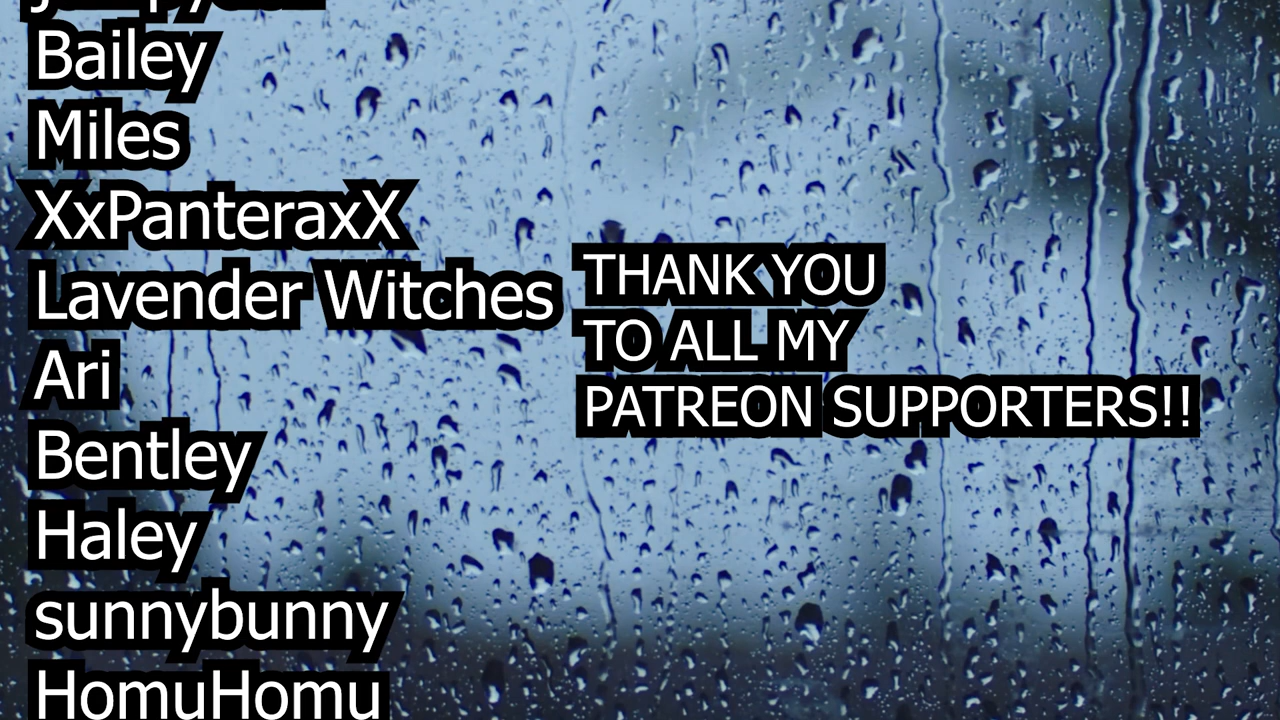 Bailey
Miles
XxPanteraxX
Lavender Witches
Ari
Bentley
Haley
sunnybunny
HomuHomu
THANK YOU
TO ALL MY
PATREON SUPPORTERS!!